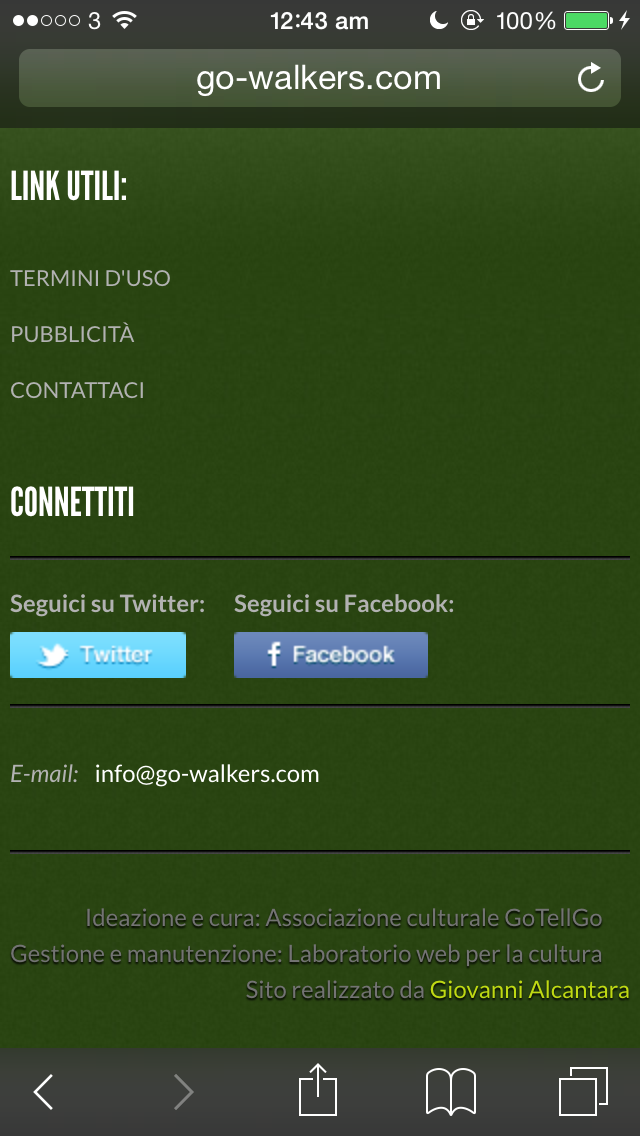 3 12:43 am 100%
go-walkers.com
LINK UTILI:
TERMINI D'USO
PUBBLICITÀ
CONTATTACI
CONNETTITI
Seguici su Twitter: Seguici su Facebook:
Twitter Facebook
E-mail: info@go-walkers.com
Ideazione e cura: Associazione culturale GoTellGo
Gestione e manutenzione: Laboratorio web per la cultura
Sito realizzato da Giovanni Alcantara